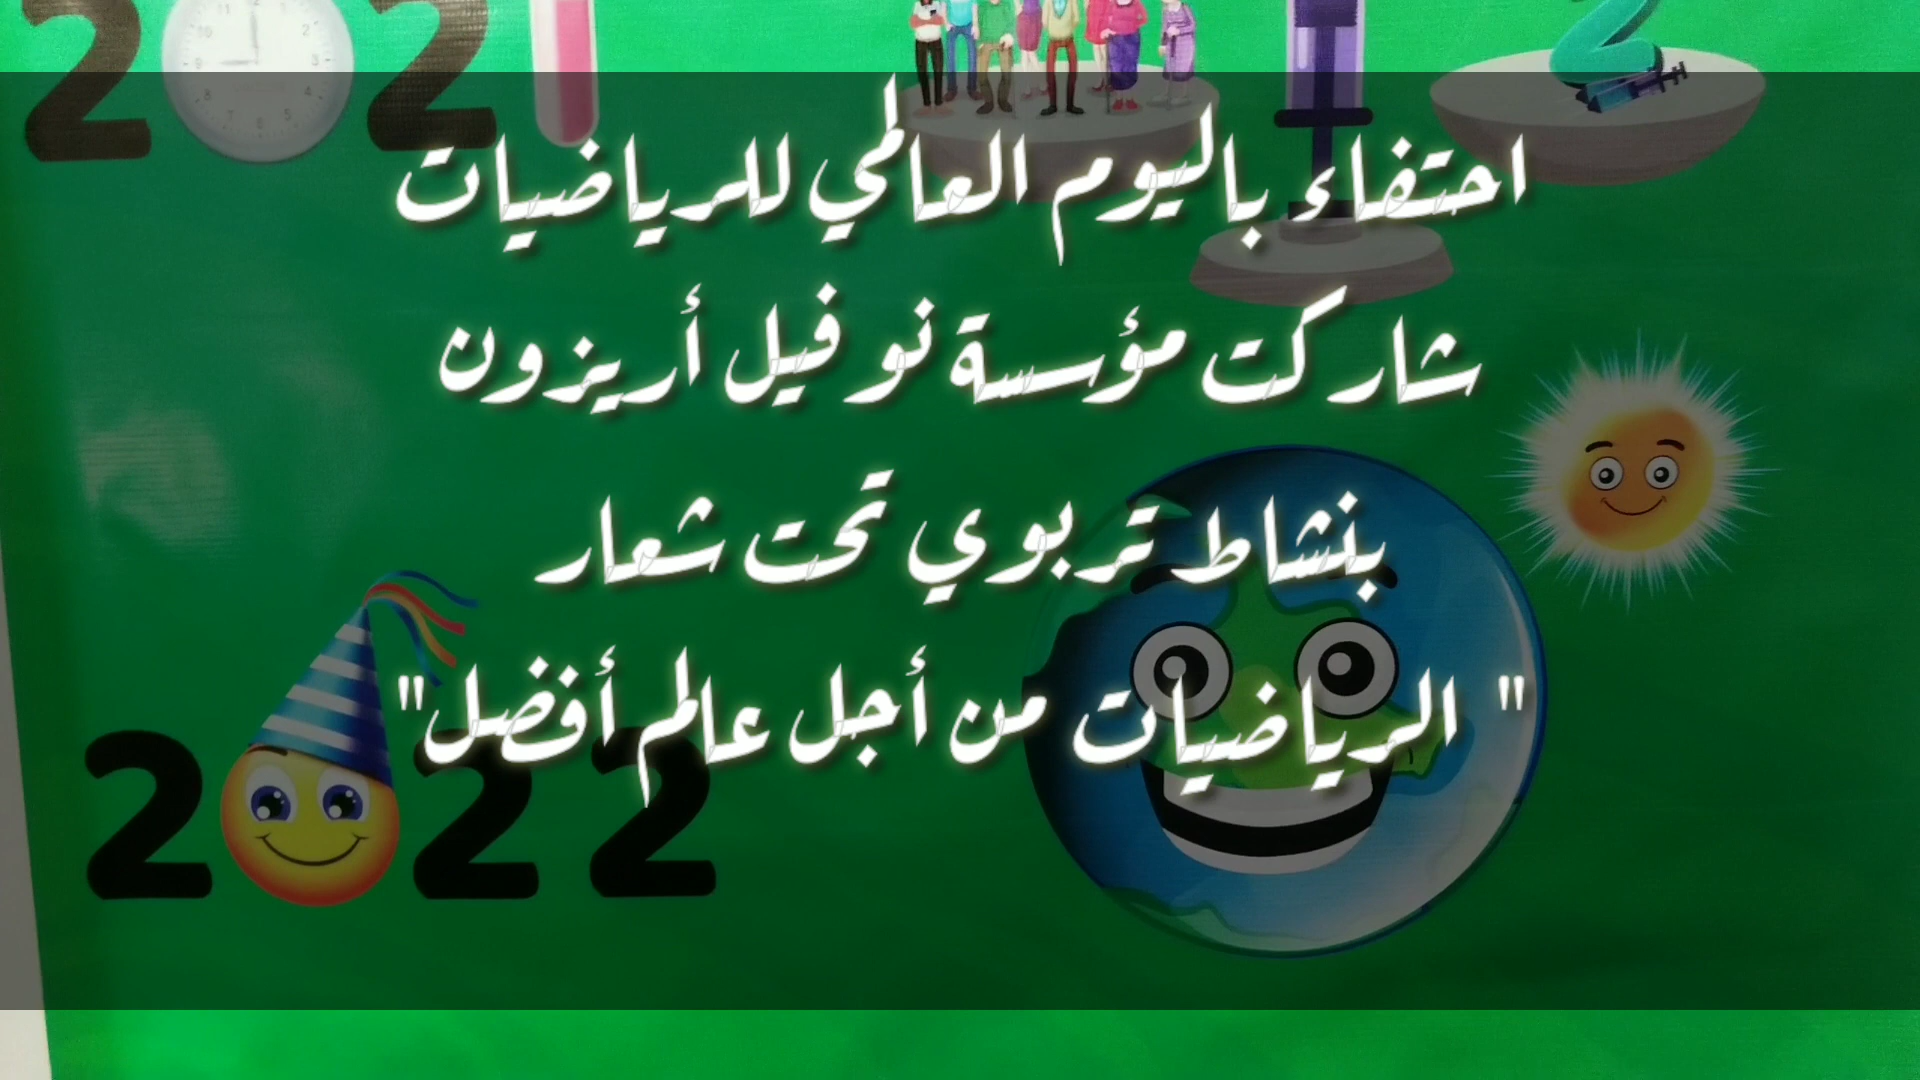 2021
احتفاء باليوم العالمي للرياضيات
شاركت مؤسسة نوفيل أريزون
بنشاط تربوي تحت شعار
" الرياضيات من أجل عالم أفضل"
2022